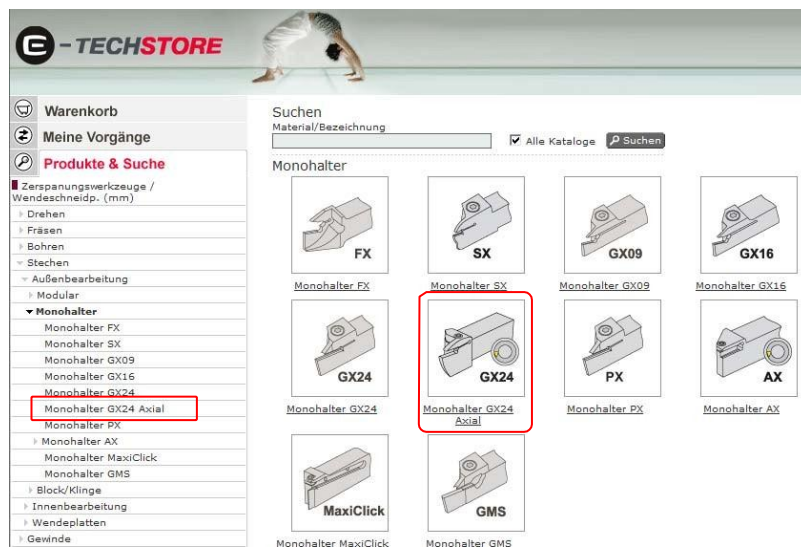 e - TECHSTORE
Warenkorb
Meine Vorgänge
Produkte & Suche
Zerspanungswerkzeuge /
Wendeschneidp. (mm)
Drehen
Fräsen
Bohren
Stechen
Außenbearbeitung
Modular
Monohalter
Monohalter FX
Monohalter SX
Monohalter GX09
Monohalter GX16
Monohalter GX24
Monohalter GX24 Axial
Monohalter PX
Monohalter AX
Monohalter MaxiClick
Monohalter GMS
Block/Klinge
Innenbearbeitung
Wendeplatten
Gewinde
Suchen
Material/Bezeichnung
Alle Kataloge Suchen
Monohalter
FX SX GX09 GX16
Monohalter FX Monohalter SX Monohalter GX09 Monohalter GX16
GX24 GX24 PX AX
Monohalter GX24 Monohalter GX24 Monohalter PX Monohalter AX
Axial
MaxiClick GMS
Monohalter MaxiClick Monohalter GMS